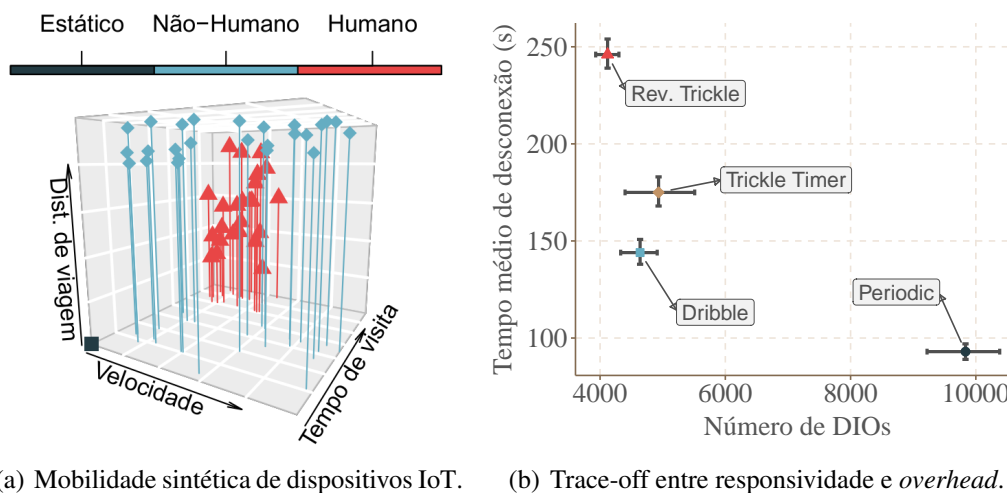 Estático Não−Humano Humano
Dist. de viagem
Velocidade
Tempo de visita
(a) Mobilidade sintética de dispositivos IoT.
Tempo médio de desconexão (s)
250
200
150
100
Rev. Trickle
Trickle Timer
Dribble
Periodic
4000 6000 8000 10000
Número de DIOs
(b) Trace-off entre responsividade e overhead.